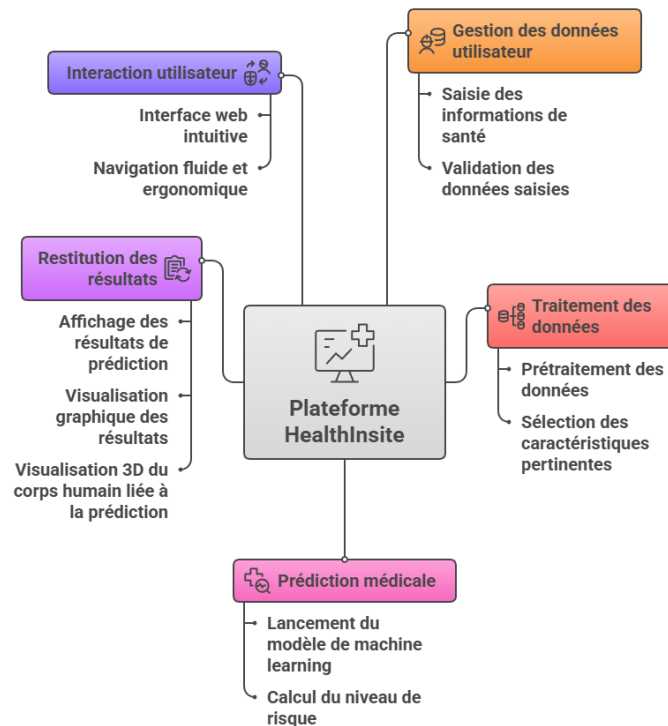 Gestion des données
utilisateur
Saisie des
informations de
santé
Validation des
données saisies
Interaction utilisateur
Interface web
intuitive
Navigation fluide et
ergonomique
Restitution des
résultats
Affichage des
résultats de
prédiction
Visualisation
graphique des
résultats
Visualisation 3D du
corps humain liée à
la prédiction
Traitement des
données
Prétraitement des
données
Sélection des
caractéristiques
pertinentes
Plateforme
HealthInsite
Prédiction médicale
Lancement du
modèle de machine
learning
Calcul du niveau de
risque